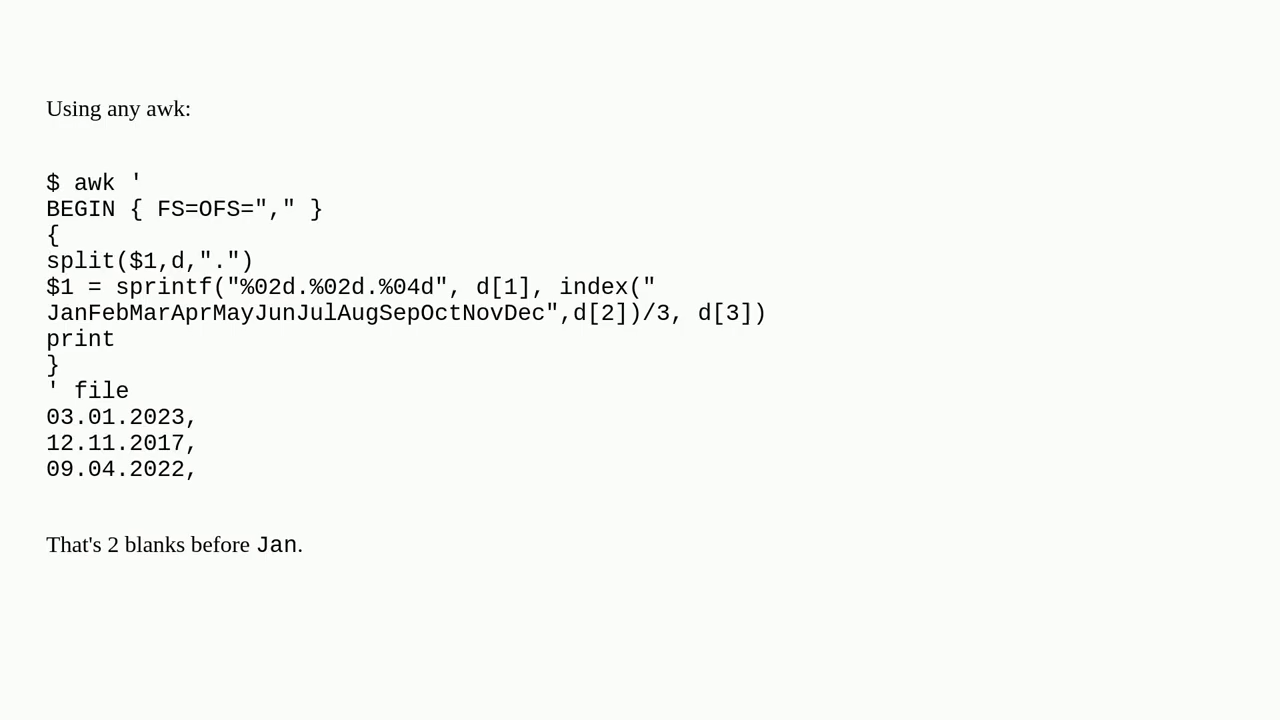 Using any awk:
$ awk '
BEGIN { FS=OFS="," }
{
split($1,d,".")
$1 = sprintf("%02d.%02d.%04d", d[1], index("
JanFebMarAprMayJunJulAugSepOctNovDec",d[2])/3, d[3])
print
}
' file
03.01.2023,
12.11.2017,
09.04.2022,
That's 2 blanks before Jan.